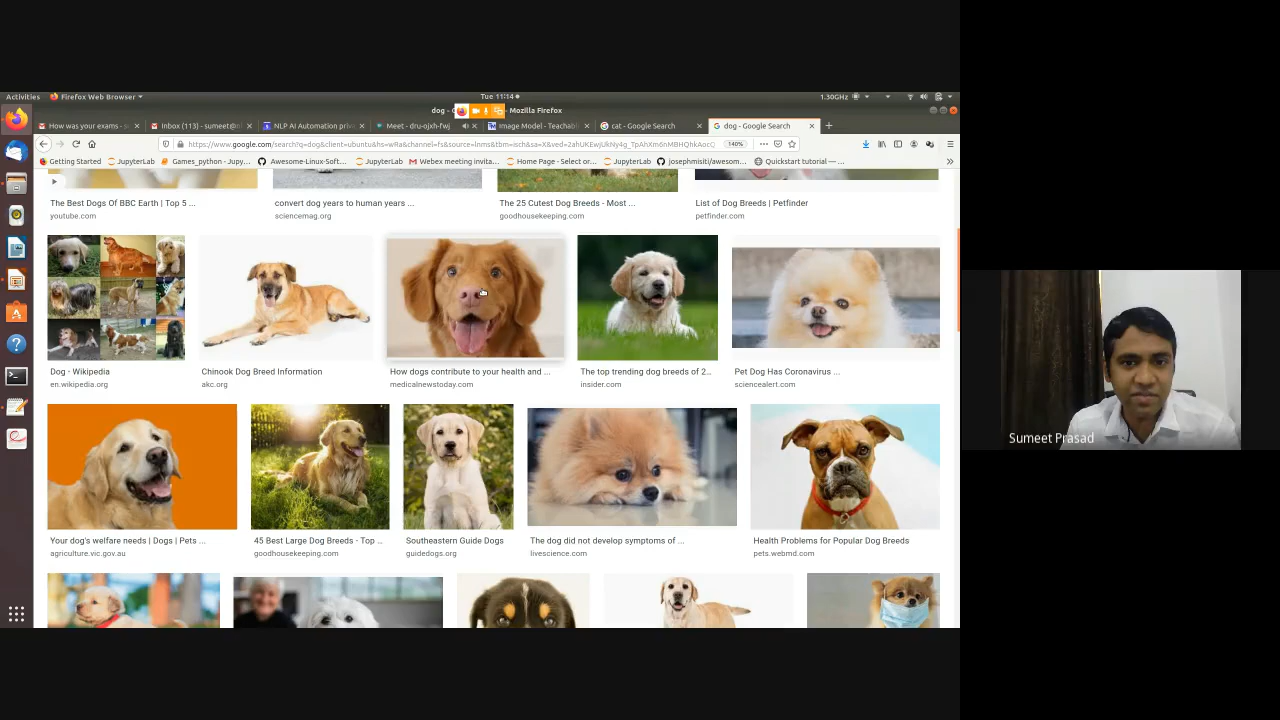 Activities Firefox Web Browser Tue 11:14 1.30GHz
dog - Mozilla Firefox
How was your exams - Inbox (113) - sumeet@ NLP AI Automation pri Meet - dru-ojxh-fwj Image Model - Teachab cat - Google Search dog - Google Search
140%
Getting Started JupyterLab Games_python - Jupy... Awesome-Linux-Soft... JupyterLab Webex meeting invita... Home Page - Select or... JupyterLab josephmisiti/awesom... Quickstart tutorial — ...
The Best Dogs Of BBC Earth | Top 5 ... convert dog years to human years ... The 25 Cutest Dog Breeds - Most ... List of Dog Breeds | Petfinder
youtube.com sciencemag.org goodhousekeeping.com petfinder.com
Dog - Wikipedia Chinook Dog Breed Information How dogs contribute to your health and ... The top trending dog breeds of 2... Pet Dog Has Coronavirus ...
en.wikipedia.org akc.org medicalnewstoday.com insider.com sciencealert.com
Sumeet Prasad
Your dog's welfare needs | Dogs | Pets ... 45 Best Large Dog Breeds - Top ... Southeastern Guide Dogs The dog did not develop symptoms of ... Health Problems for Popular Dog Breeds
agriculture.vic.gov.au goodhousekeeping.com guidedogs.org livescience.com pets.webmd.com